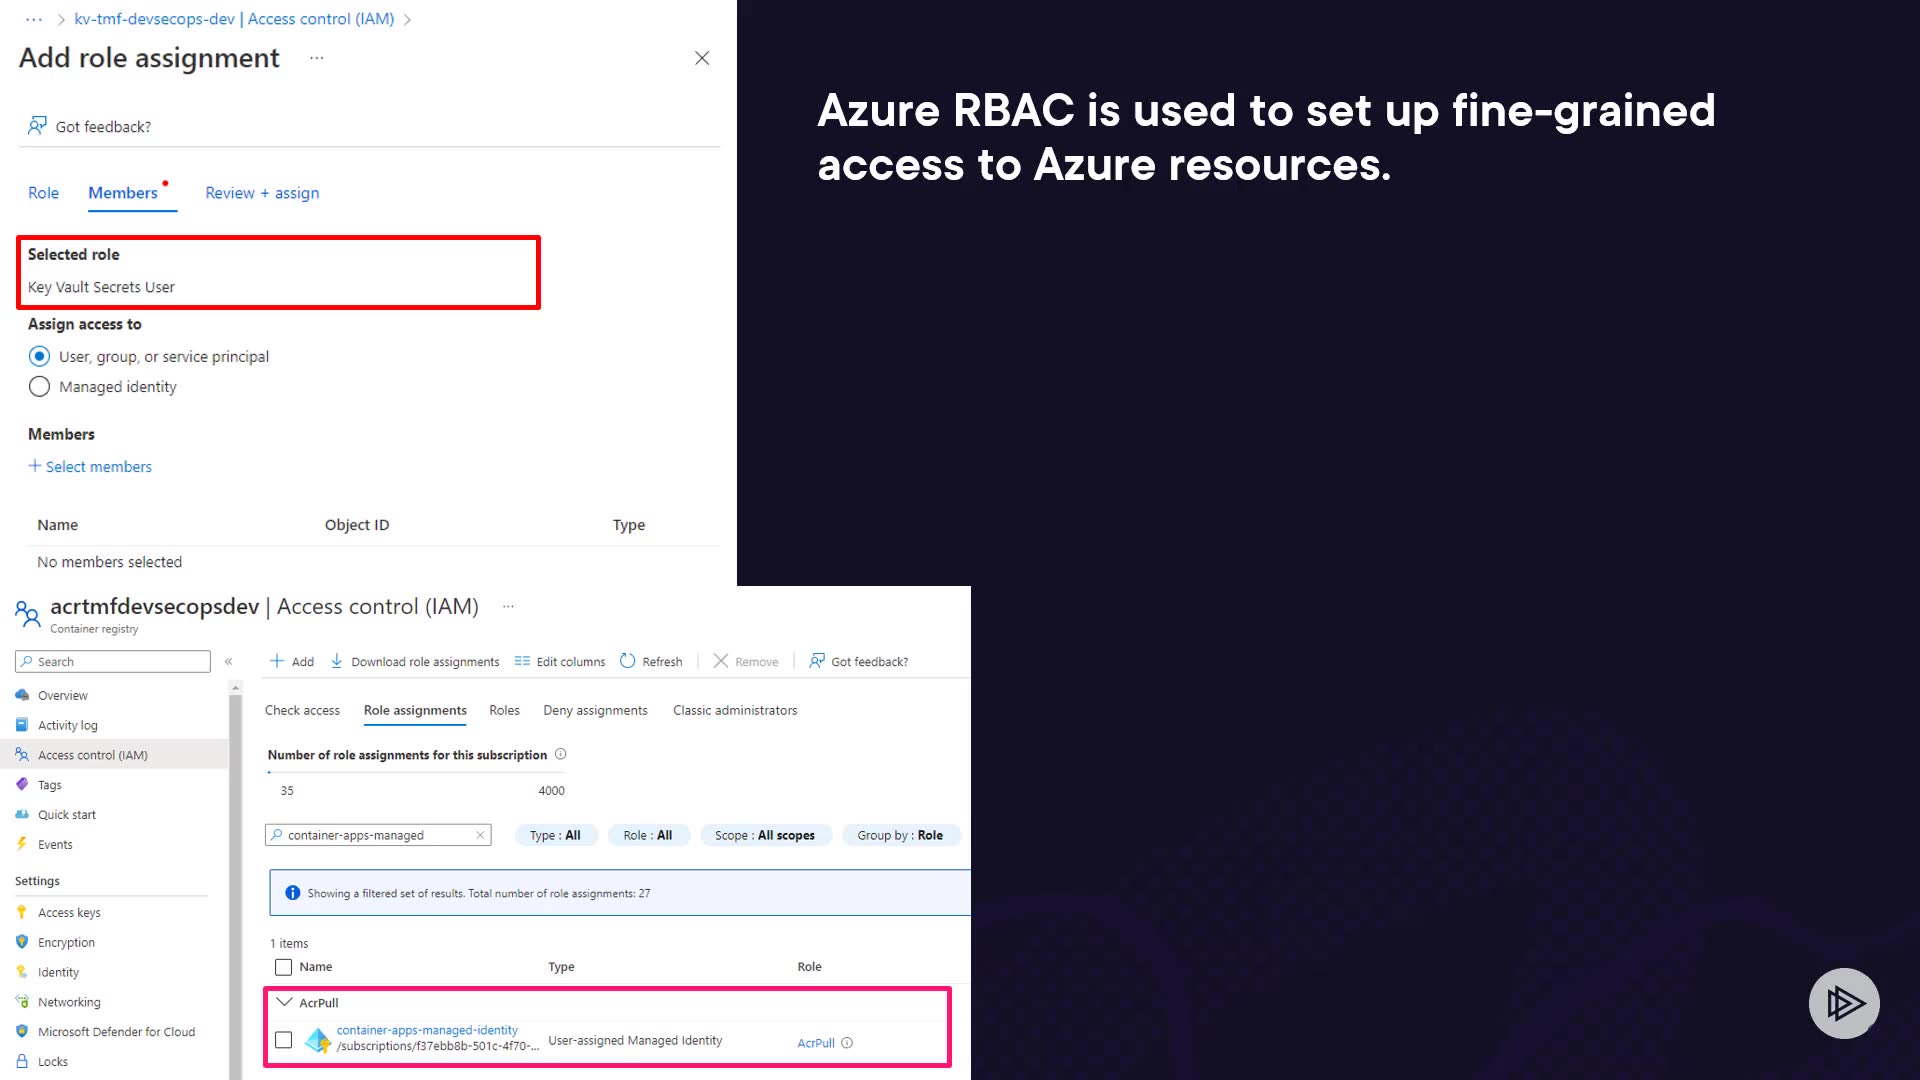 ... > kv-tmf-devsecops-dev | Access control (IAM) >
Add role assignment ...
Got feedback?
Role Members Review + assign
Selected role
Key Vault Secrets User
Assign access to
User, group, or service principal
Managed identity
Members
+ Select members
Name Object ID Type
No members selected
Azure RBAC is used to set up fine-grained
access to Azure resources.
acrtmfdevsecopsdev | Access control (IAM) ...
Container registry
Search «
Overview
Activity log
Access control (IAM)
Tags
Quick start
Events
Settings
Access keys
Encryption
Identity
Networking
Microsoft Defender for Cloud
Locks
+ Add Download role assignments Edit columns Refresh Remove Got feedback?
Check access Role assignments Roles Deny assignments Classic administrators
Number of role assignments for this subscription
35 4000
container-apps-managed Type : All Role : All Scope : All scopes Group by : Role
Showing a filtered set of results. Total number of role assignments: 27
1 items
Name Type Role
AcrPull
container-apps-managed-identity
/subscriptions/f37ebb8b-501c-4f70-... User-assigned Managed Identity AcrPull